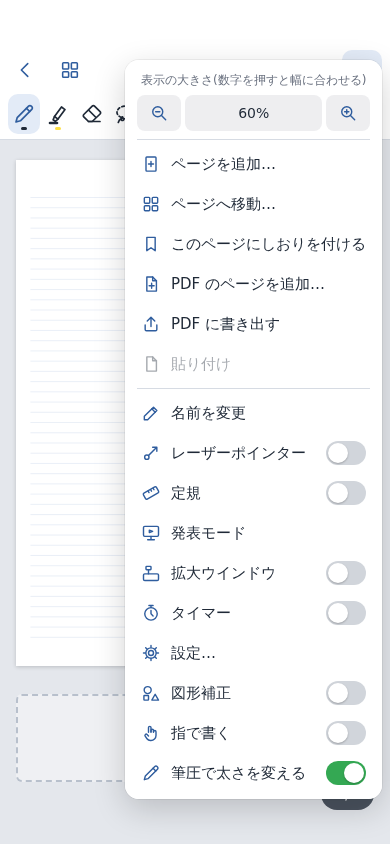 表示の大きさ(数字を押すと幅に合わせる)
60%
ページを追加…
ページへ移動…
このページにしおりを付ける
PDF のページを追加…
PDF に書き出す
貼り付け
名前を変更
レーザーポインター
定規
発表モード
拡大ウインドウ
タイマー
設定…
図形補正
指で書く
筆圧で太さを変える